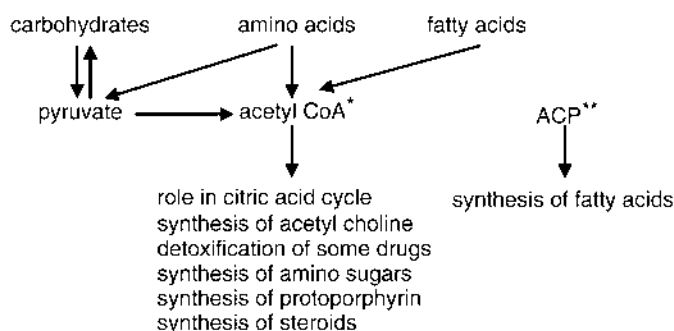 carbohydrates amino acids fatty acids
pyruvate acetyl CoA* ACP**
role in citric acid cycle
synthesis of fatty acids
synthesis of acetyl choline
detoxification of some drugs
synthesis of amino sugars
synthesis of protoporphyrin
synthesis of steroids